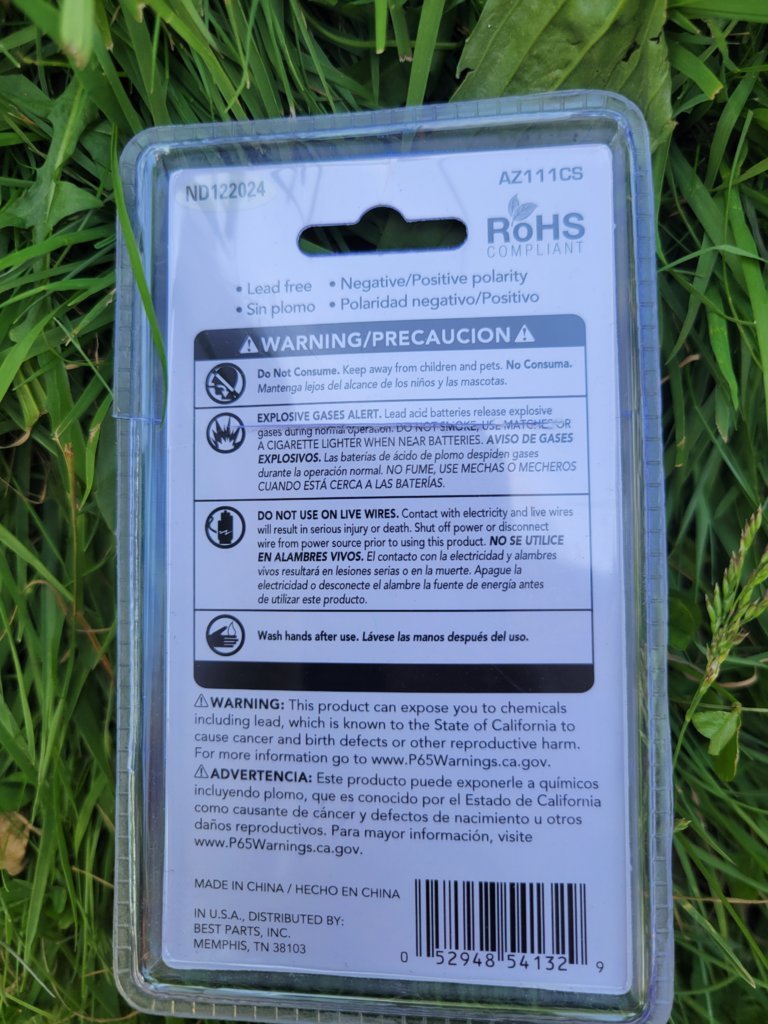 ND122024
AZ111CS
RoHS
COMPLIANT
• Lead free • Negative/Positive polarity
• Sin plomo • Polaridad negativo/Positivo
WARNING/PRECAUCION
Do Not Consume. Keep away from children and pets. No Consuma.
Mantenga lejos del alcance de los niños y las mascotas.
EXPLOSIVE GASES ALERT. Lead acid batteries release explosive
gases during normal operation. DO NOT SMOKE, USE MATCHES OR
A CIGARETTE LIGHTER WHEN NEAR BATTERIES. AVISO DE GASES
EXPLOSIVOS. Las baterías de ácido de plomo despiden gases
durante la operación normal. NO FUME, USE MECHAS O MECHEROS
CUANDO ESTÁ CERCA A LAS BATERÍAS.
DO NOT USE ON LIVE WIRES. Contact with electricity and live wires
will result in serious injury or death. Shut off power or disconnect
wire from power source prior to using this product. NO SE UTILICE
EN ALAMBRES VIVOS. El contacto con la electricidad y alambres
vivos resultará en lesiones serias o en la muerte. Apague la
electricidad o desconecte el alambre la fuente de energía antes
de utilizar este producto.
Wash hands after use. Lávese las manos después del uso.
WARNING: This product can expose you to chemicals
including lead, which is known to the State of California to
cause cancer and birth defects or other reproductive harm.
For more information go to www.P65Warnings.ca.gov.
ADVERTENCIA: Este producto puede exponerle a químicos
incluyendo plomo, que es conocido por el Estado de California
como causante de cáncer y defectos de nacimiento u otros
daños reproductivos. Para mayor información, visite
www.P65Warnings.ca.gov.
MADE IN CHINA / HECHO EN CHINA
IN U.S.A., DISTRIBUTED BY:
BEST PARTS, INC.
MEMPHIS, TN 38103
0 52948 54132 9